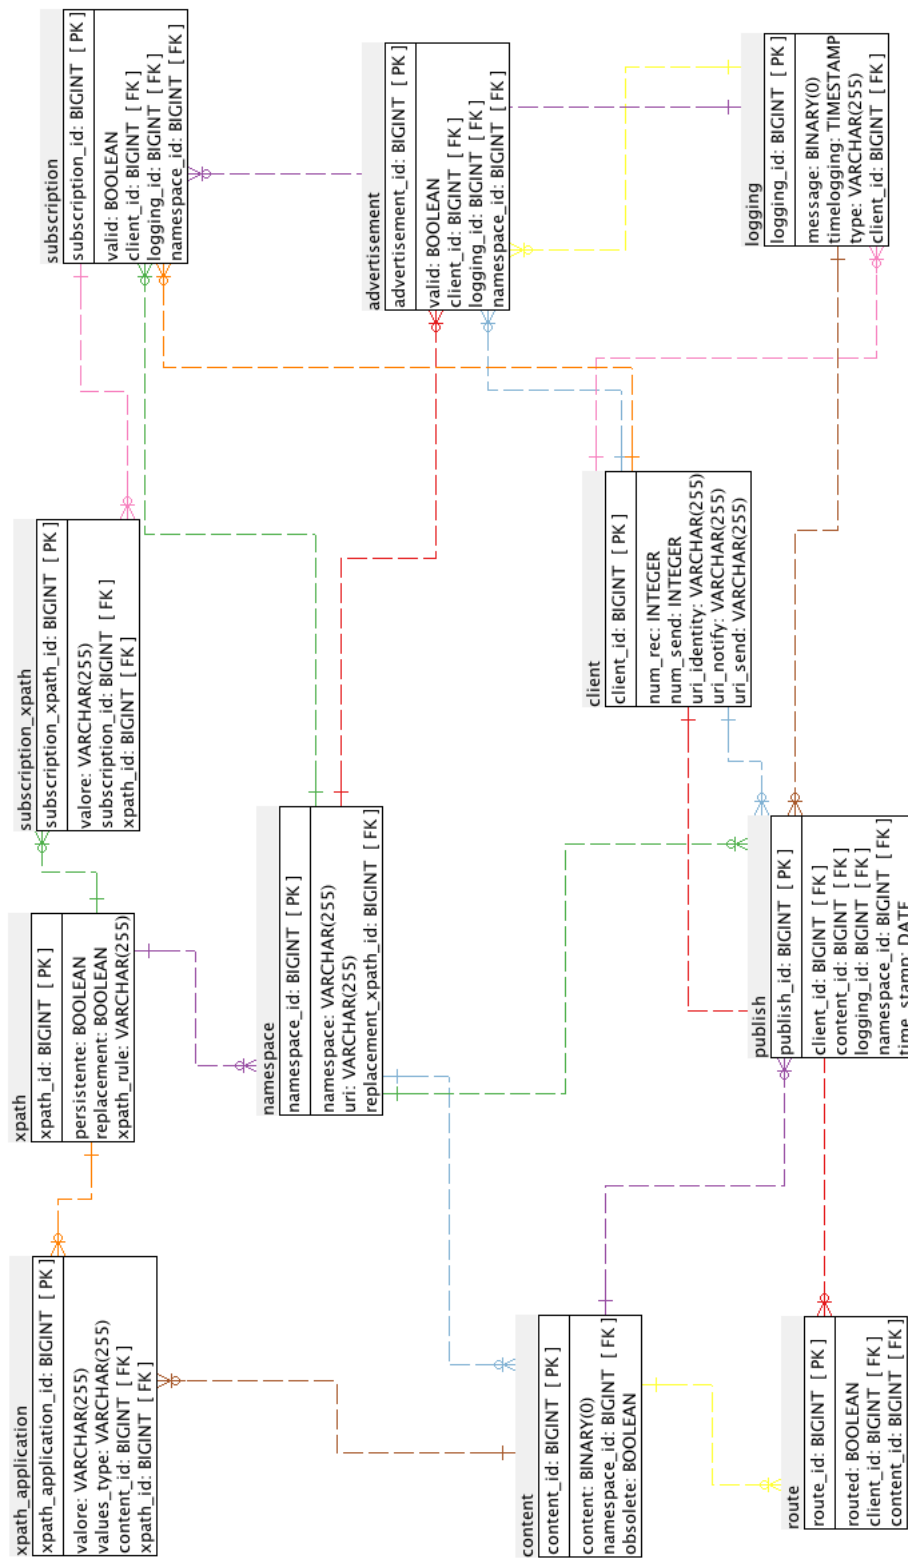 subscription
subscription_id: BIGINT [ PK ]
valid: BOOLEAN
client_id: BIGINT [ FK ]
logging_id: BIGINT [ FK ]
namespace_id: BIGINT [ FK ]
advertisement
advertisement_id: BIGINT [ PK ]
valid: BOOLEAN
client_id: BIGINT [ FK ]
logging_id: BIGINT [ FK ]
namespace_id: BIGINT [ FK ]
logging
logging_id: BIGINT [ PK ]
message: BINARY(0)
timelogging: TIMESTAMP
type: VARCHAR(255)
client_id: BIGINT [ FK ]
subscription_xpath
subscription_xpath_id: BIGINT [ PK ]
valore: VARCHAR(255)
subscription_id: BIGINT [ FK ]
xpath_id: BIGINT [ FK ]
client
client_id: BIGINT [ PK ]
num_rec: INTEGER
num_send: INTEGER
uri_identity: VARCHAR(255)
uri_notify: VARCHAR(255)
uri_send: VARCHAR(255)
xpath
xpath_id: BIGINT [ PK ]
persistente: BOOLEAN
replacement: BOOLEAN
xpath_rule: VARCHAR(255)
namespace
namespace_id: BIGINT [ PK ]
namespace: VARCHAR(255)
uri: VARCHAR(255)
replacement_xpath_id: BIGINT [ FK ]
publish
publish_id: BIGINT [ PK ]
client_id: BIGINT [ FK ]
content_id: BIGINT [ FK ]
logging_id: BIGINT [ FK ]
namespace_id: BIGINT [ FK ]
time_stamp: DATE
xpath_application
xpath_application_id: BIGINT [ PK ]
valore: VARCHAR(255)
values_type: VARCHAR(255)
content_id: BIGINT [ FK ]
xpath_id: BIGINT [ FK ]
content
content_id: BIGINT [ PK ]
content: BINARY(0)
namespace_id: BIGINT [ FK ]
obsolete: BOOLEAN
route
route_id: BIGINT [ PK ]
routed: BOOLEAN
client_id: BIGINT [ FK ]
content_id: BIGINT [ FK ]